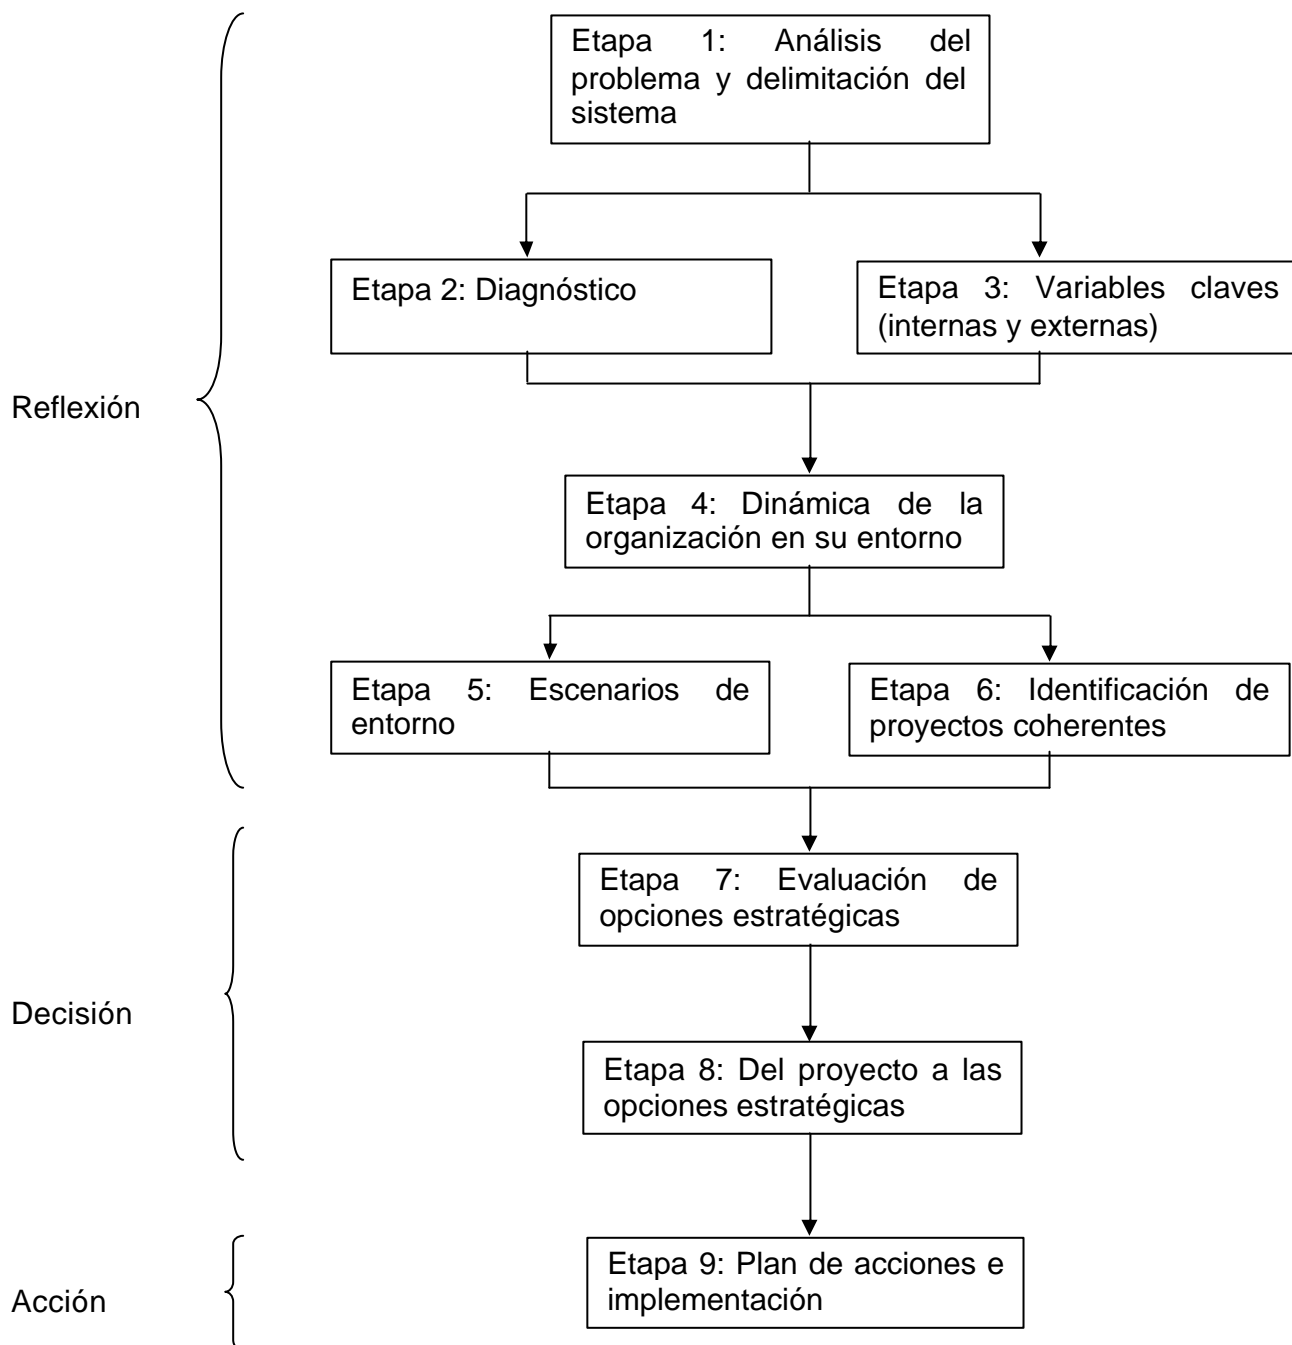 Etapa 1: Análisis del
problema y delimitación del
sistema
Etapa 2: Diagnóstico
Etapa 3: Variables claves
(internas y externas)
Reflexión
Etapa 4: Dinámica de la
organización en su entorno
Etapa 5: Escenarios de
entorno
Etapa 6: Identificación de
proyectos coherentes
Etapa 7: Evaluación de
opciones estratégicas
Decisión
Etapa 8: Del proyecto a las
opciones estratégicas
Etapa 9: Plan de acciones e
implementación
Acción